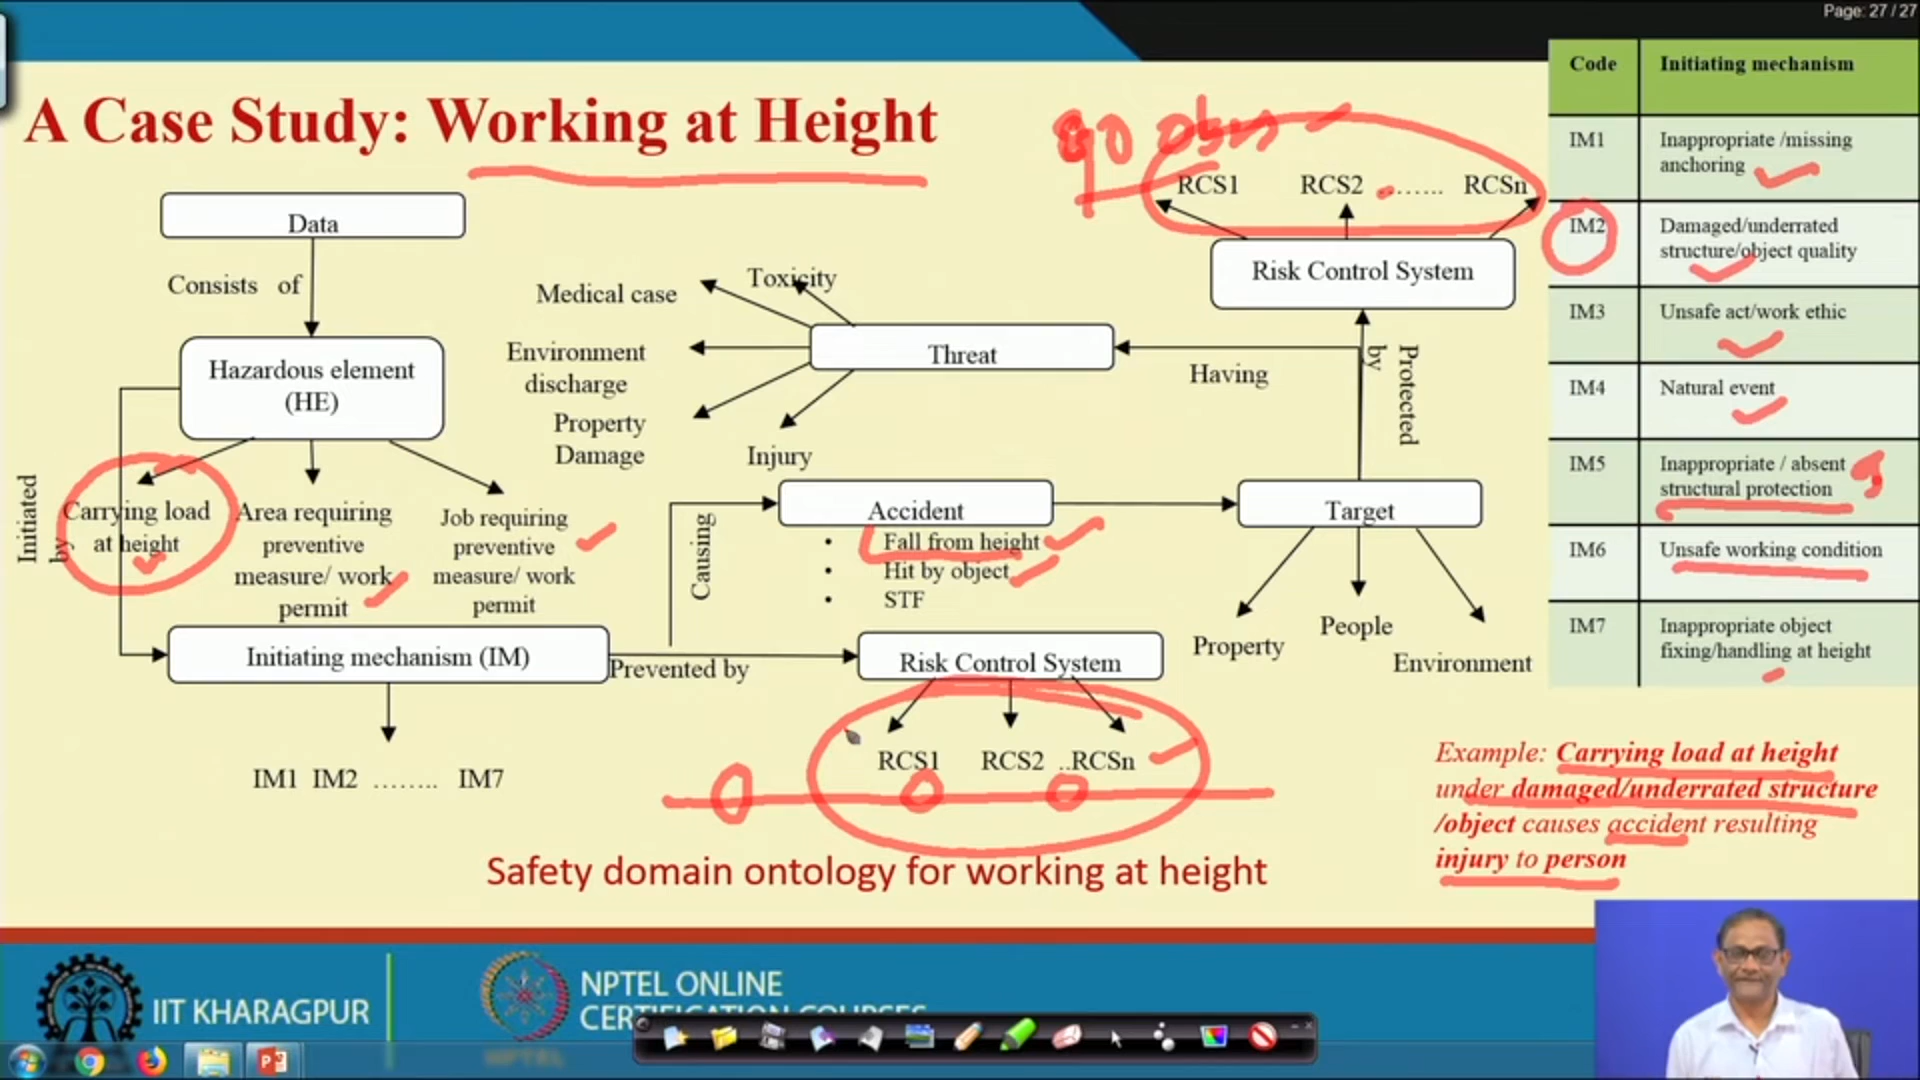 Page: 27 / 27
A Case Study: Working at Height
90 obsn
RCS1 RCS2 ........ RCSn
Risk Control System
Data
Consists of
Hazardous element
(HE)
Initiated
by
Carrying load
at height
Area requiring
preventive
measure/ work
permit
Job requiring
preventive
measure/ work
permit
Initiating mechanism (IM)
IM1 IM2 ........ IM7
Medical case
Toxicity
Environment
discharge
Property
Damage
Injury
Threat
Having
Protected
by
Causing
Accident
• Fall from height
• Hit by object
• STF
Target
Property
People
Environment
Prevented by
Risk Control System
RCS1 RCS2 ..RCSn
Safety domain ontology for working at height
Code Initiating mechanism
IM1 Inappropriate /missing
anchoring
IM2 Damaged/underrated
structure/object quality
IM3 Unsafe act/work ethic
IM4 Natural event
IM5 Inappropriate / absent
structural protection
IM6 Unsafe working condition
IM7 Inappropriate object
fixing/handling at height
Example: Carrying load at height
under damaged/underrated structure
/object causes accident resulting
injury to person
IIT KHARAGPUR
NPTEL ONLINE
CERTIFICATION COURSES
NPTEL